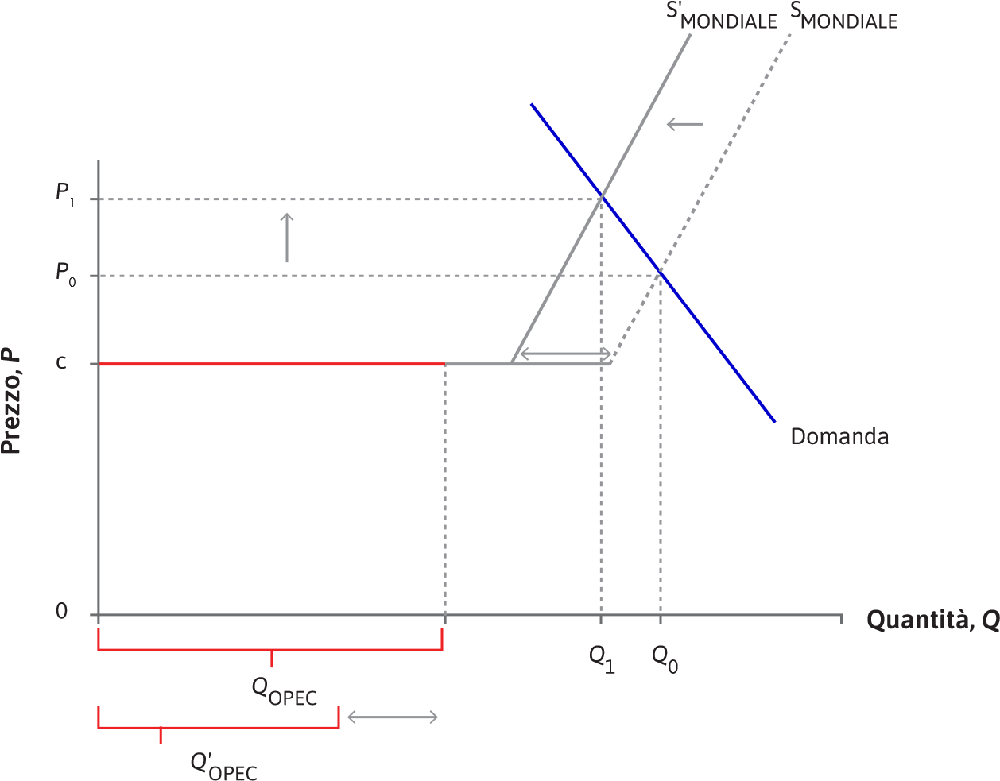 S'MONDIALE
SMONDIALE
P1
P0
c
Prezzo, P
Domanda
0
Quantità, Q
Q1
Q0
QOPEC
Q'OPEC